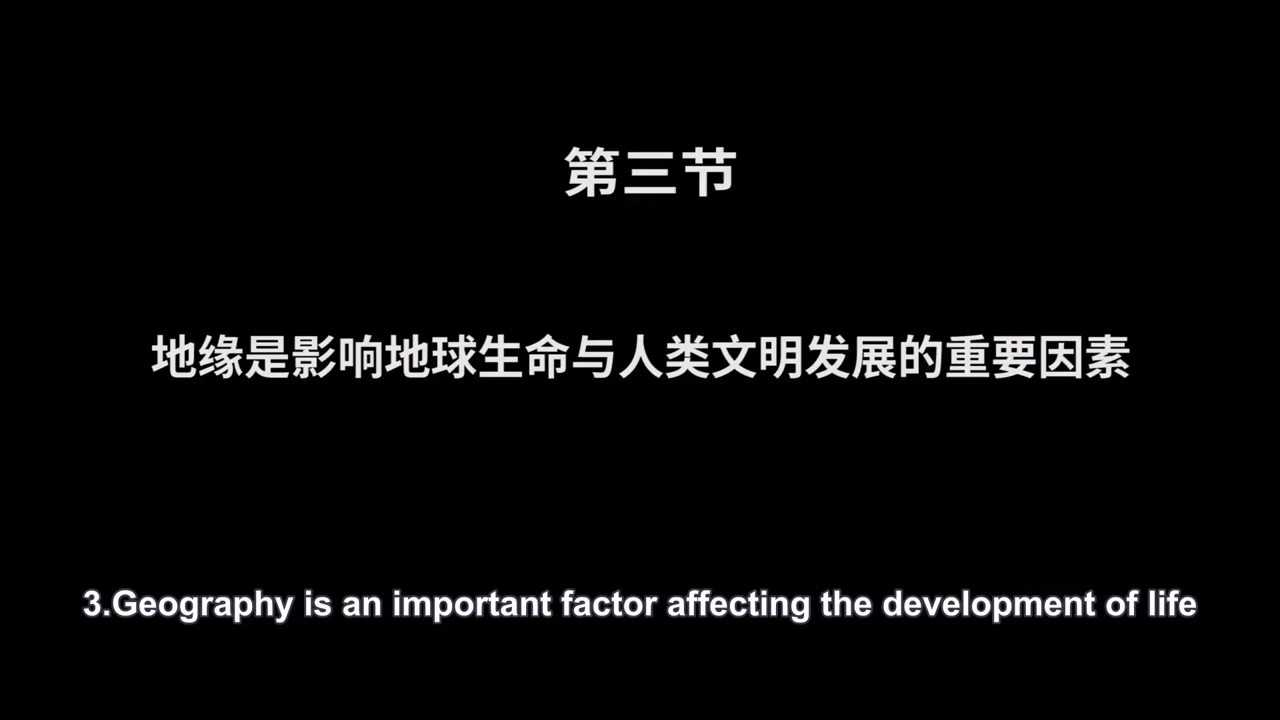 第三节
地缘是影响地球生命与人类文明发展的重要因素
3.Geography is an important factor affecting the development of life